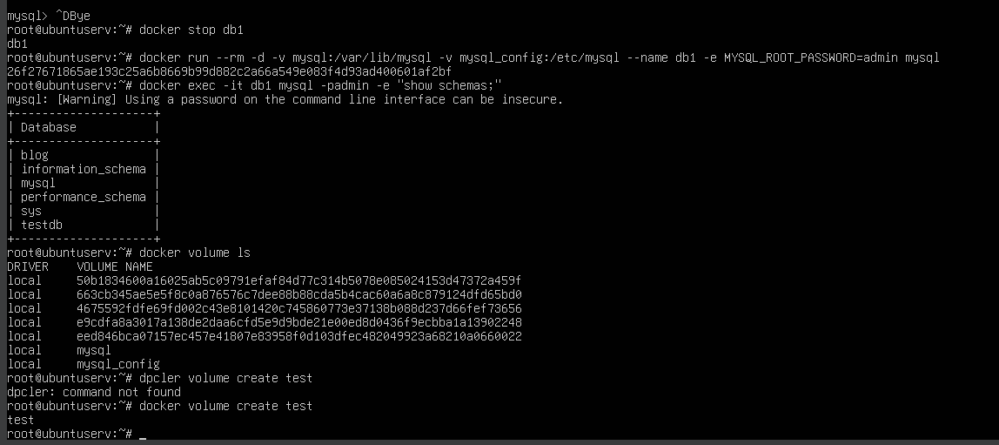 mysql> ^DBye
root@ubuntuserv:~# docker stop db1
db1
root@ubuntuserv:~# docker run --rm -d -v mysql:/var/lib/mysql -v mysql_config:/etc/mysql --name db1 -e MYSQL_ROOT_PASSWORD=admin mysql
26f27671865ae193c25a6b8669b99d882c2a66a549e083f4d93ad400601af2bf
root@ubuntuserv:~# docker exec -it db1 mysql -padmin -e "show schemas;"
mysql: [Warning] Using a password on the command line interface can be insecure.
+--------------------+
| Database           |
+--------------------+
| blog               |
| information_schema |
| mysql              |
| performance_schema |
| sys                |
| testdb             |
+--------------------+
root@ubuntuserv:~# docker volume ls
DRIVER    VOLUME NAME
local     50b1834600a16025ab5c09791efaf84d77c314b5078e085024153d47372a459f
local     663cb345ae5e5f8c0a876576c7dee88b88cda5b4cac60a6a8c879124dfd65bd0
local     4675592fdfe69fd002c43e8101420c745860773e37138b088d237d66fef73656
local     e9cdfa8a3017a138de2daa6cfd5e9d9bde21e00ed8d0436f9ecbba1a13902248
local     eed846bca07157ec457e41807e83958f0d103dfec482049923a68210a0660022
local     mysql
local     mysql_config
root@ubuntuserv:~# dpcler volume create test
dpcler: command not found
root@ubuntuserv:~# docker volume create test
test
root@ubuntuserv:~# _